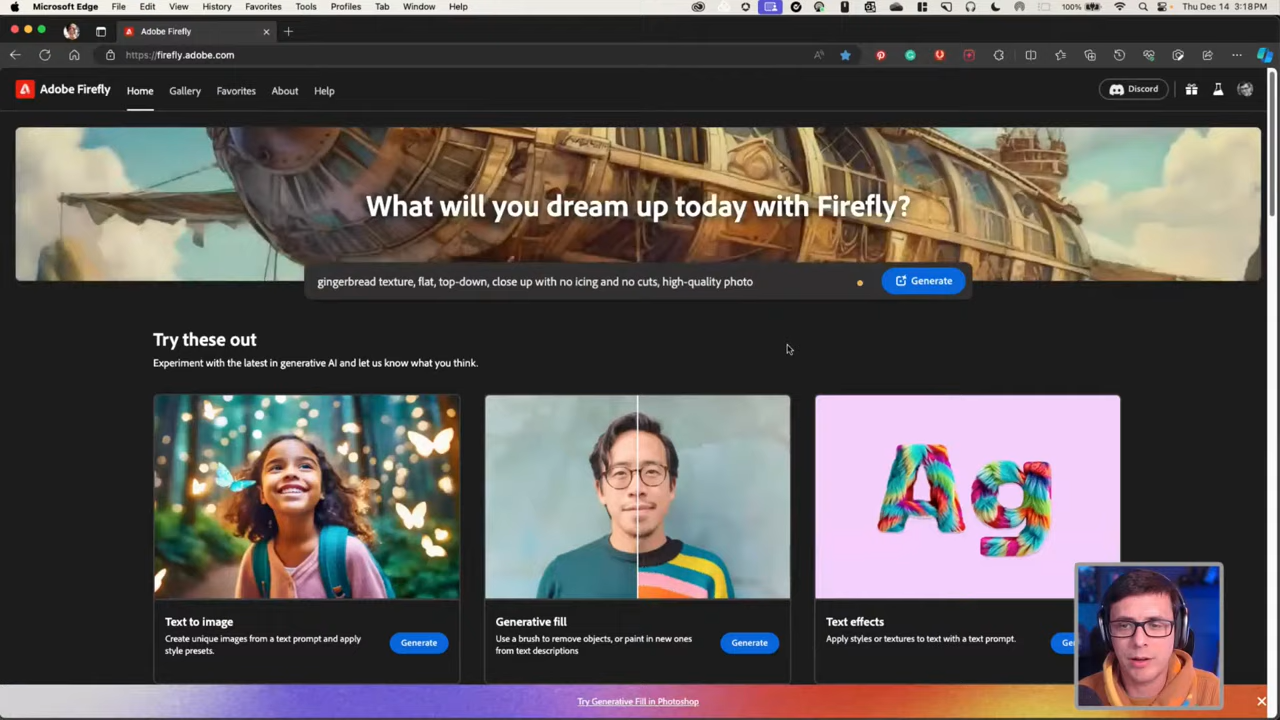 Microsoft Edge File Edit View History Favorites Tools Profiles Tab Window Help 100% Thu Dec 14 3:18 PM
Adobe Firefly
https://firefly.adobe.com
Adobe Firefly Home Gallery Favorites About Help Discord
What will you dream up today with Firefly?
gingerbread texture, flat, top-down, close up with no icing and no cuts, high-quality photo Generate
Try these out
Experiment with the latest in generative AI and let us know what you think.
Ag
Text to image
Create unique images from a text prompt and apply
style presets.
Generate
Generative fill
Use a brush to remove objects, or paint in new ones
from text descriptions
Generate
Text effects
Apply styles or textures to text with a text prompt.
Try Generative Fill in Photoshop